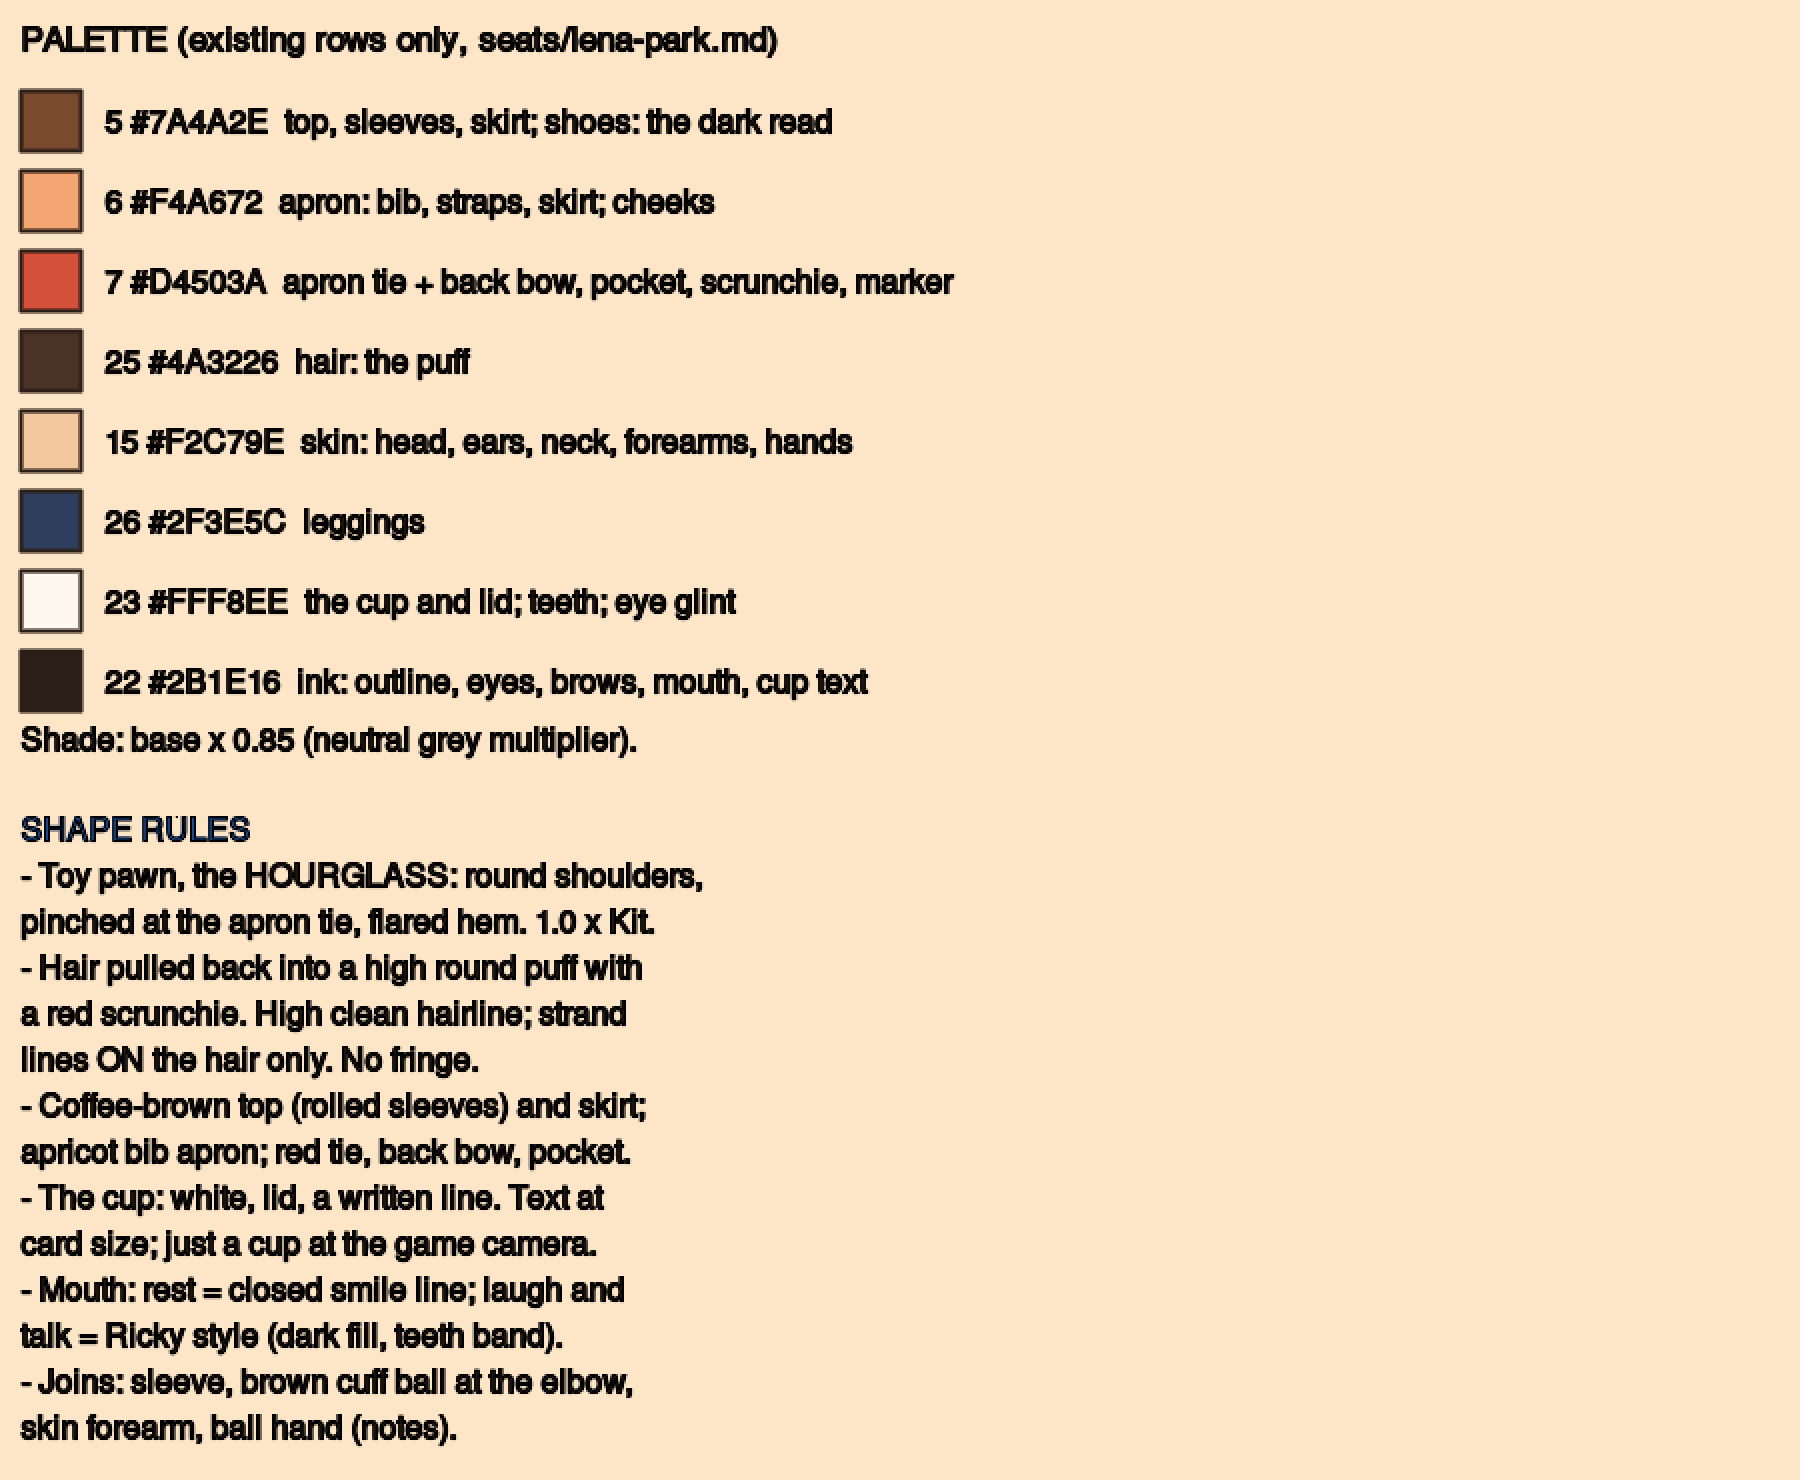 PALETTE (existing rows only, seats/lena-park.md)
5 #7A4A2E top, sleeves, skirt; shoes: the dark read
6 #F4A672 apron: bib, straps, skirt; cheeks
7 #D4503A apron tie + back bow, pocket, scrunchie, marker
25 #4A3226 hair: the puff
15 #F2C79E skin: head, ears, neck, forearms, hands
26 #2F3E5C leggings
23 #FFF8EE the cup and lid; teeth; eye glint
22 #2B1E16 ink: outline, eyes, brows, mouth, cup text
Shade: base x 0.85 (neutral grey multiplier).
SHAPE RULES
- Toy pawn, the HOURGLASS: round shoulders,
pinched at the apron tie, flared hem. 1.0 x Kit.
- Hair pulled back into a high round puff with
a red scrunchie. High clean hairline; strand
lines ON the hair only. No fringe.
- Coffee-brown top (rolled sleeves) and skirt;
apricot bib apron; red tie, back bow, pocket.
- The cup: white, lid, a written line. Text at
card size; just a cup at the game camera.
- Mouth: rest = closed smile line; laugh and
talk = Ricky style (dark fill, teeth band).
- Joins: sleeve, brown cuff ball at the elbow,
skin forearm, ball hand (notes).